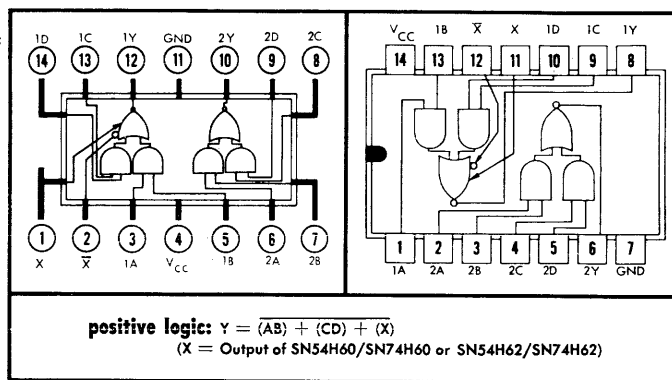 1D 1C 1Y GND 2Y 2D 2C
14 13 12 11 10 9 8
1 2 3 4 5 6 7
X X̅ 1A VCC 1B 2A 2B
VCC 1B X̅ X 1D 1C 1Y
14 13 12 11 10 9 8
1 2 3 4 5 6 7
1A 2A 2B 2C 2D 2Y GND
positive logic: Y = (AB) + (CD) + (X)
(X = Output of SN54H60/SN74H60 or SN54H62/SN74H62)